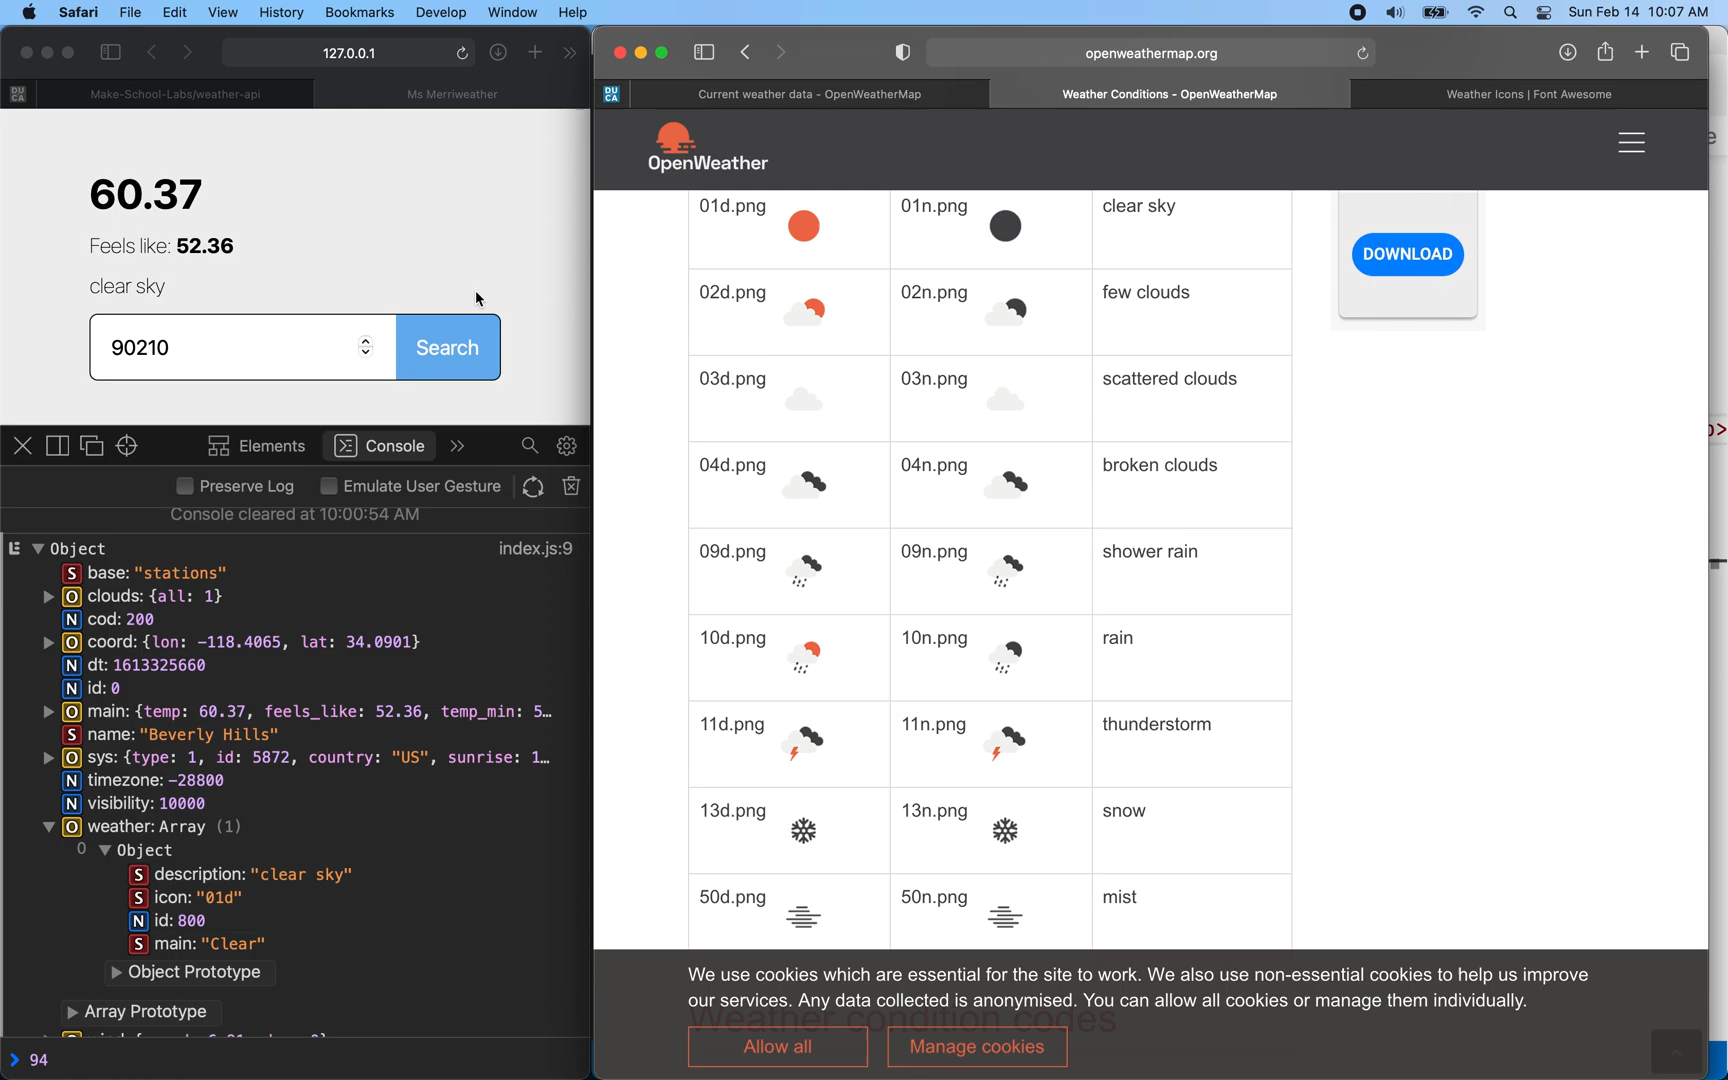 Safari File Edit View History Bookmarks Develop Window Help
Sun Feb 14 10:07 AM
127.0.0.1
DU
CA
Make-School-Labs/weather-api
Ms Merriweather
60.37
Feels like: 52.36
clear sky
90210
Search
Elements
Console
Preserve Log
Emulate User Gesture
Console cleared at 10:00:54 AM
E Object index.js:9
S base: "stations"
O clouds: {all: 1}
N cod: 200
O coord: {lon: -118.4065, lat: 34.0901}
N dt: 1613325660
N id: 0
O main: {temp: 60.37, feels_like: 52.36, temp_min: 5…
S name: "Beverly Hills"
O sys: {type: 1, id: 5872, country: "US", sunrise: 1…
N timezone: -28800
N visibility: 10000
O weather: Array (1)
0 Object
S description: "clear sky"
S icon: "01d"
N id: 800
S main: "Clear"
Object Prototype
Array Prototype
94
openweathermap.org
DU
CA
Current weather data - OpenWeatherMap
Weather Conditions - OpenWeatherMap
Weather Icons | Font Awesome
OpenWeather
01d.png 01n.png clear sky
02d.png 02n.png few clouds
03d.png 03n.png scattered clouds
04d.png 04n.png broken clouds
09d.png 09n.png shower rain
10d.png 10n.png rain
11d.png 11n.png thunderstorm
13d.png 13n.png snow
50d.png 50n.png mist
DOWNLOAD
We use cookies which are essential for the site to work. We also use non-essential cookies to help us improve
our services. Any data collected is anonymised. You can allow all cookies or manage them individually.
Weather condition codes
Allow all
Manage cookies